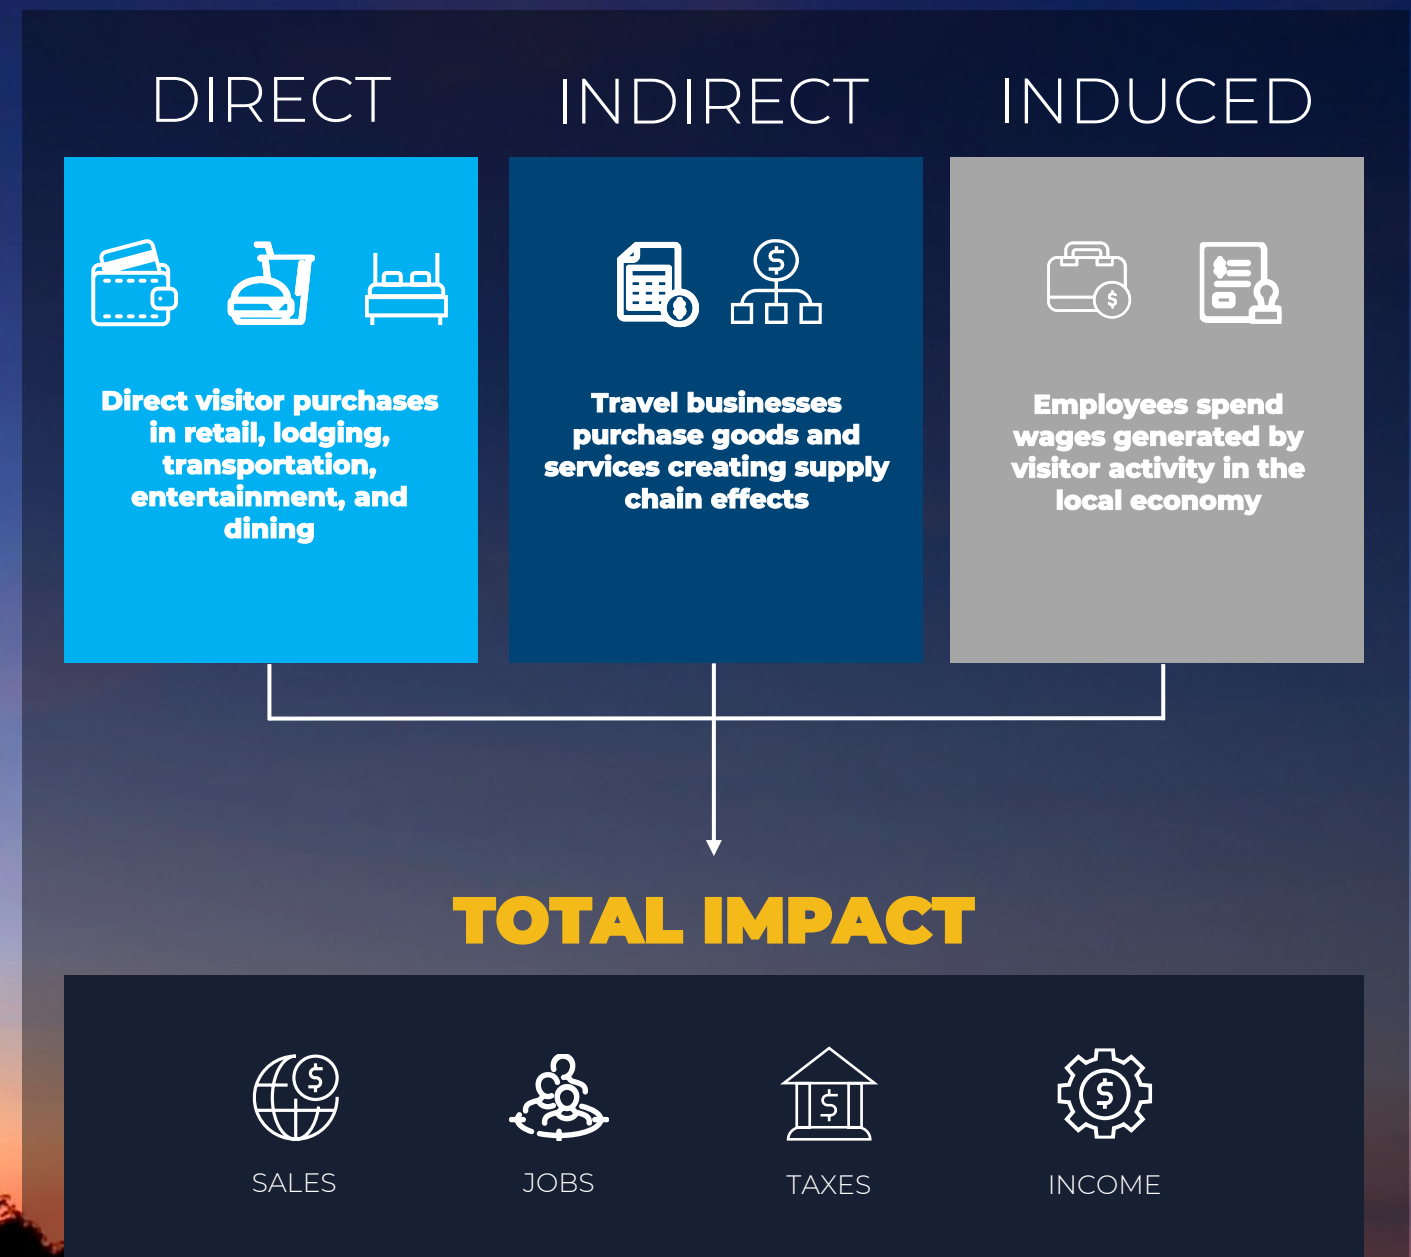 DIRECT
INDIRECT
INDUCED
Direct visitor purchases
in retail, lodging,
transportation,
entertainment, and
dining
Travel businesses
purchase goods and
services creating supply
chain effects
Employees spend
wages generated by
visitor activity in the
local economy
TOTAL IMPACT
SALES
JOBS
TAXES
INCOME